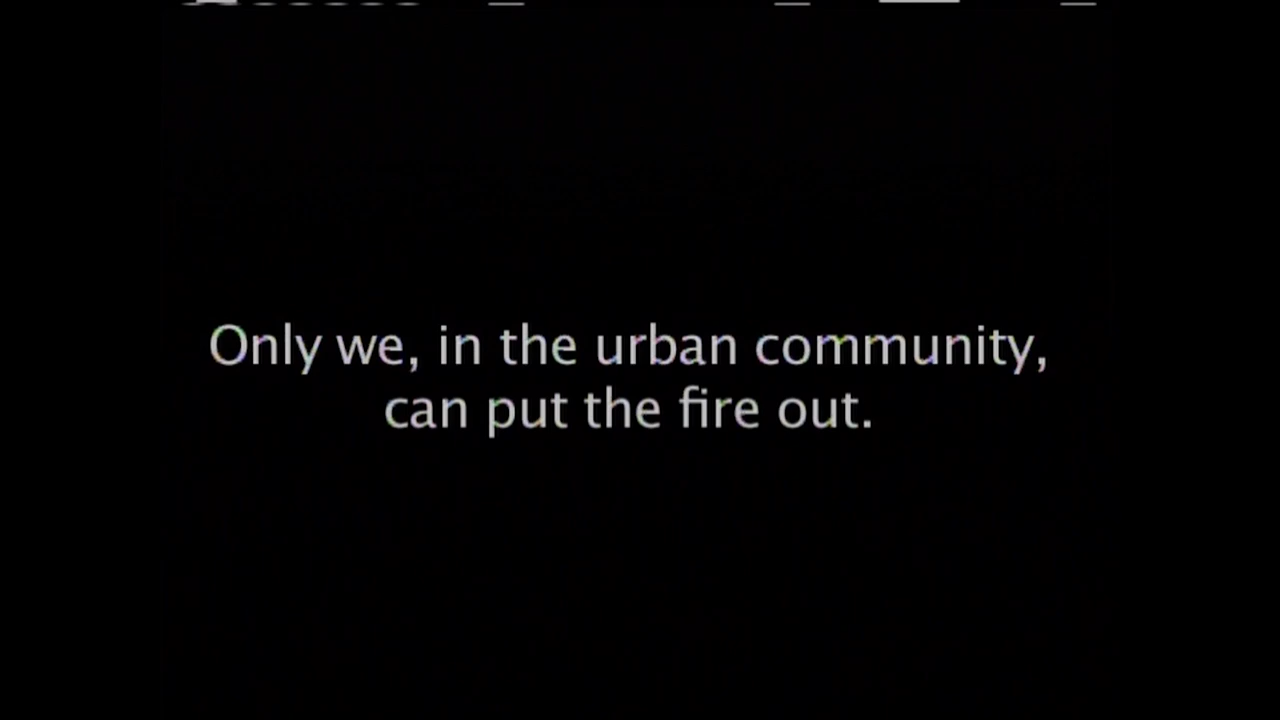 Only we, in the urban community,
can put the fire out.